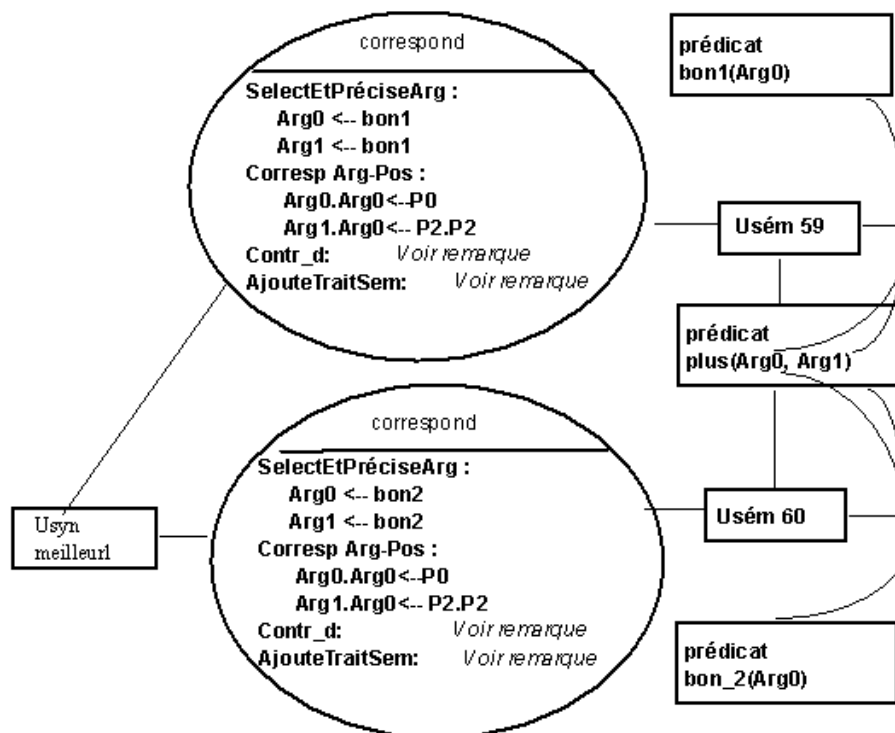 correspond
SelectEtPréciseArg :
Arg0 <-- bon1
Arg1 <-- bon1
Corresp Arg-Pos :
Arg0.Arg0<--P0
Arg1.Arg0<-- P2.P2
Contr_d: Voir remarque
AjouteTraitSem: Voir remarque
prédicat
bon1(Arg0)
Usém 59
prédicat
plus(Arg0, Arg1)
correspond
SelectEtPréciseArg :
Arg0 <-- bon2
Arg1 <-- bon2
Corresp Arg-Pos :
Arg0.Arg0<--P0
Arg1.Arg0<-- P2.P2
Contr_d: Voir remarque
AjouteTraitSem: Voir remarque
Usyn
meilleur1
Usém 60
prédicat
bon_2(Arg0)